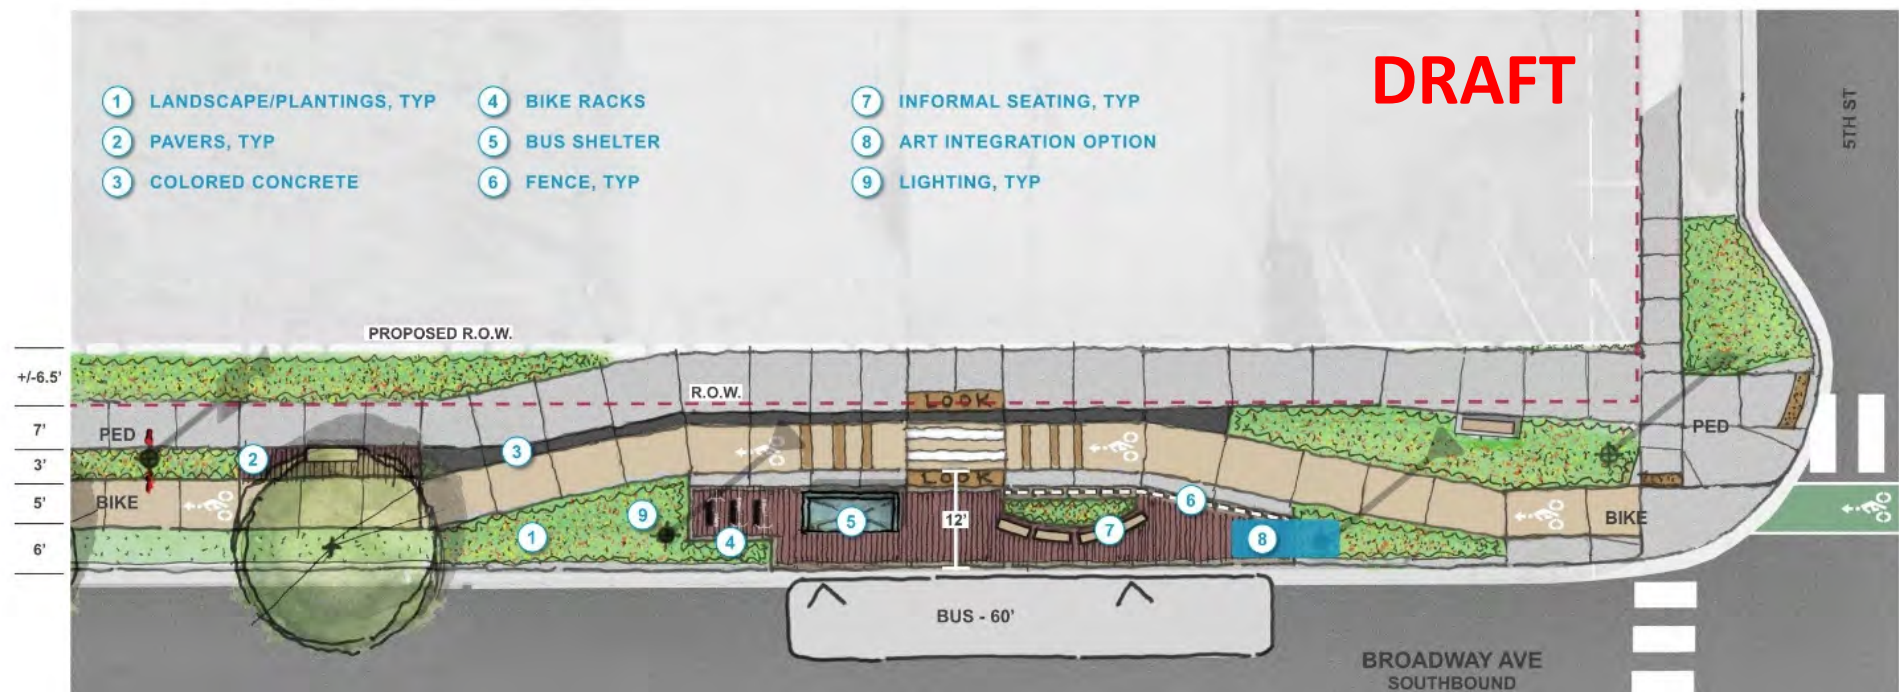 DRAFT
1 LANDSCAPE/PLANTINGS, TYP
2 PAVERS, TYP
3 COLORED CONCRETE
4 BIKE RACKS
5 BUS SHELTER
6 FENCE, TYP
7 INFORMAL SEATING, TYP
8 ART INTEGRATION OPTION
9 LIGHTING, TYP
5TH ST
PROPOSED R.O.W.
+/-6.5'
R.O.W.
LOOK
7'
PED
PED
3'
2
3
LOOK
5'
BIKE
6
BIKE
9
5
12'
7
6'
1
4
8
BUS - 60'
BROADWAY AVE
SOUTHBOUND